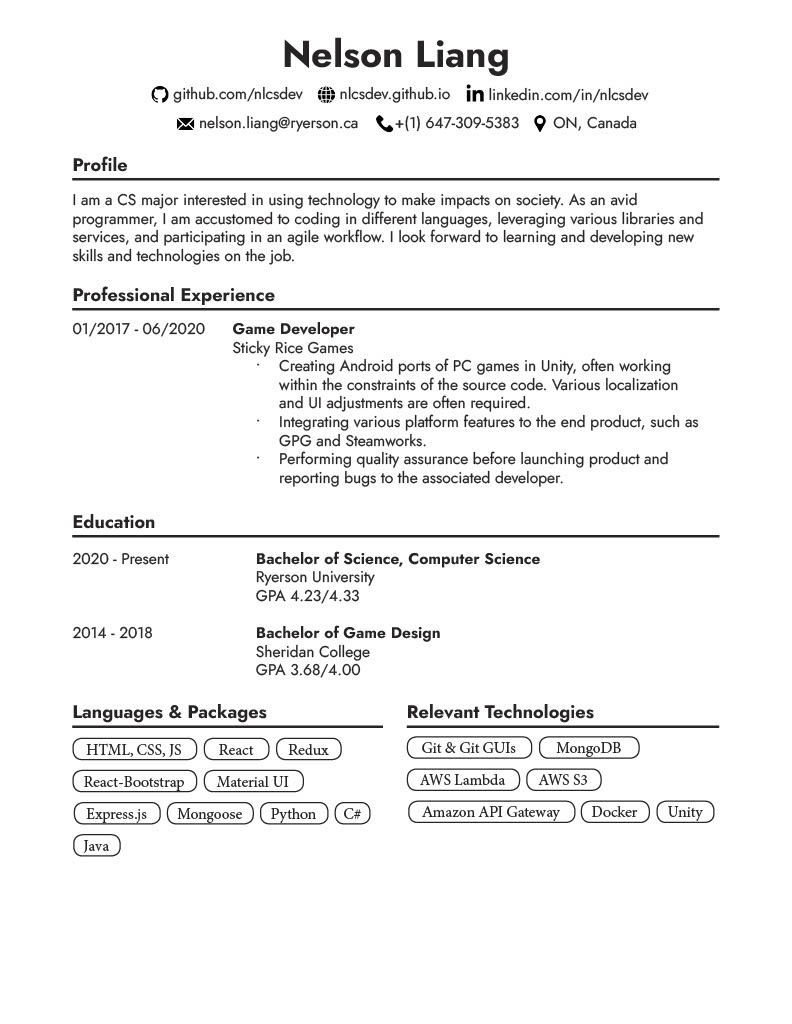 Nelson Liang
github.com/nlcsdev nlcsdev.github.io linkedin.com/in/nlcsdev
nelson.liang@ryerson.ca +(1) 647-309-5383 ON, Canada
Profile
I am a CS major interested in using technology to make impacts on society. As an avid
programmer, I am accustomed to coding in different languages, leveraging various libraries and
services, and participating in an agile workflow. I look forward to learning and developing new
skills and technologies on the job.
Professional Experience
01/2017 - 06/2020 Game Developer
Sticky Rice Games
· Creating Android ports of PC games in Unity, often working
within the constraints of the source code. Various localization
and UI adjustments are often required.
· Integrating various platform features to the end product, such as
GPG and Steamworks.
· Performing quality assurance before launching product and
reporting bugs to the associated developer.
Education
2020 - Present Bachelor of Science, Computer Science
Ryerson University
GPA 4.23/4.33
2014 - 2018 Bachelor of Game Design
Sheridan College
GPA 3.68/4.00
Languages & Packages
HTML, CSS, JS React Redux
React-Bootstrap Material UI
Express.js Mongoose Python C#
Java
Relevant Technologies
Git & Git GUIs MongoDB
AWS Lambda AWS S3
Amazon API Gateway Docker Unity